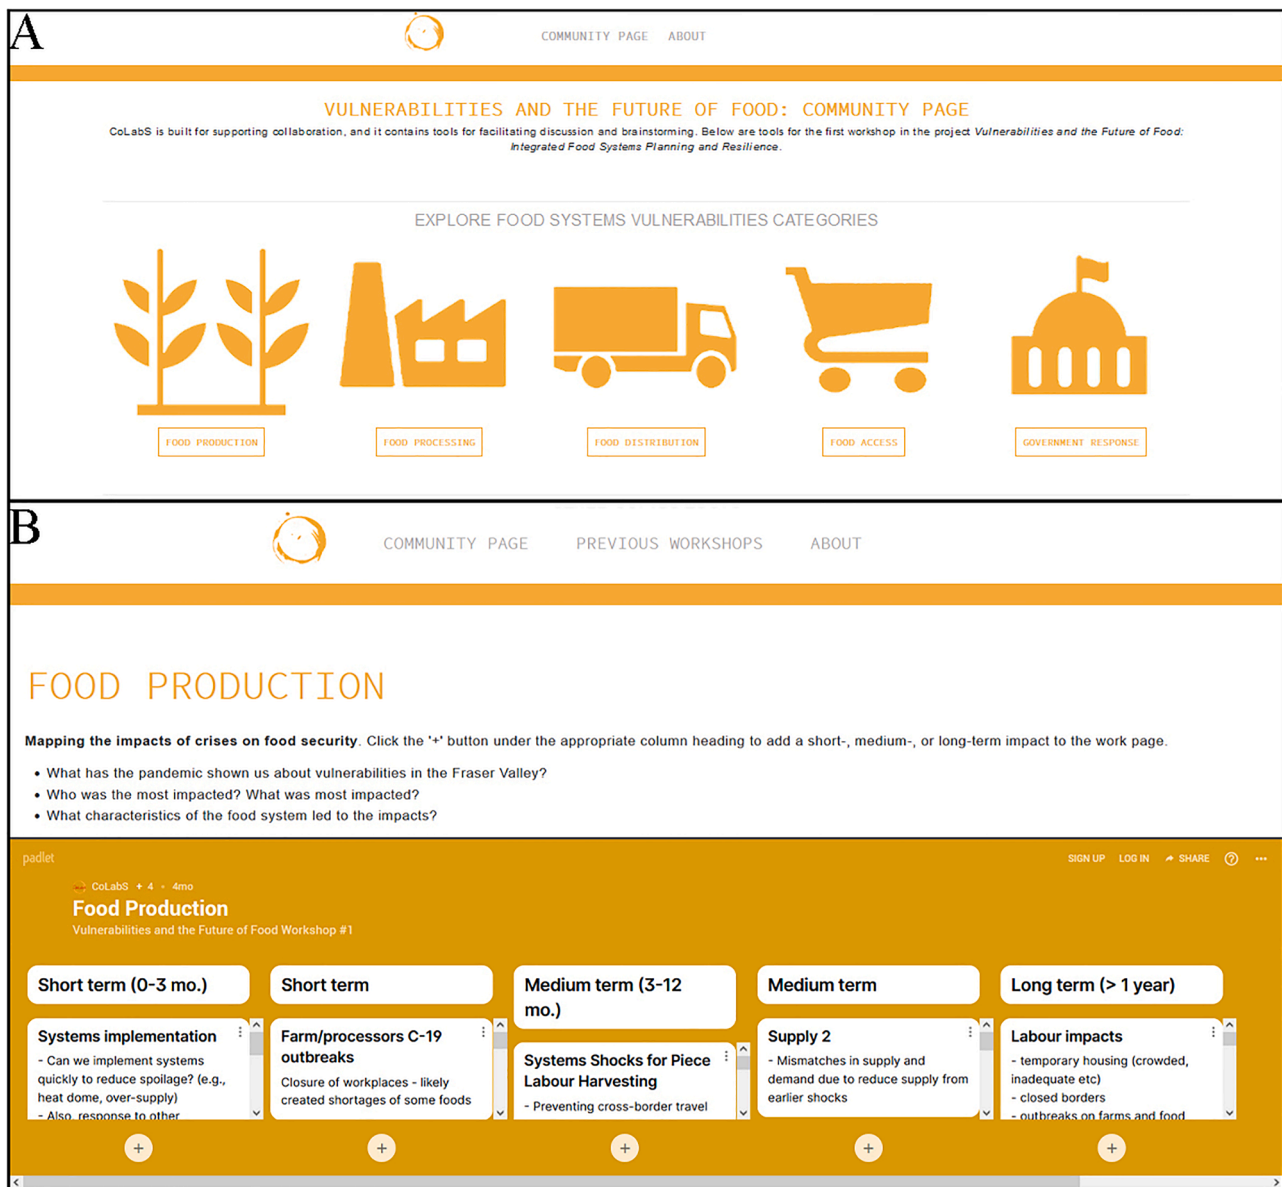 A
COMMUNITY PAGE ABOUT
VULNERABILITIES AND THE FUTURE OF FOOD: COMMUNITY PAGE
CoLabS is built for supporting collaboration, and it contains tools for facilitating discussion and brainstorming. Below are tools for the first workshop in the project Vulnerabilities and the Future of Food:
Integrated Food Systems Planning and Resilience.
EXPLORE FOOD SYSTEMS VULNERABILITIES CATEGORIES
FOOD PRODUCTION
FOOD PROCESSING
FOOD DISTRIBUTION
FOOD ACCESS
GOVERNMENT RESPONSE
B
COMMUNITY PAGE PREVIOUS WORKSHOPS ABOUT
FOOD PRODUCTION
Mapping the impacts of crises on food security. Click the '+' button under the appropriate column heading to add a short-, medium-, or long-term impact to the work page.
• What has the pandemic shown us about vulnerabilities in the Fraser Valley?
• Who was the most impacted? What was most impacted?
• What characteristics of the food system led to the impacts?
padlet
SIGN UP LOG IN SHARE ? ...
CoLabS + 4 • 4mo
Food Production
Vulnerabilities and the Future of Food Workshop #1
Short term (0-3 mo.)
Systems implementation
- Can we implement systems
quickly to reduce spoilage? (e.g.,
heat dome, over-supply)
- Also, response to other
+
Short term
Farm/processors C-19
outbreaks
Closure of workplaces - likely
created shortages of some foods
+
Medium term (3-12
mo.)
Systems Shocks for Piece
Labour Harvesting
- Preventing cross-border travel
+
Medium term
Supply 2
- Mismatches in supply and
demand due to reduce supply from
earlier shocks
+
Long term (> 1 year)
Labour impacts
- temporary housing (crowded,
inadequate etc)
- closed borders
- outbreaks on farms and food
+